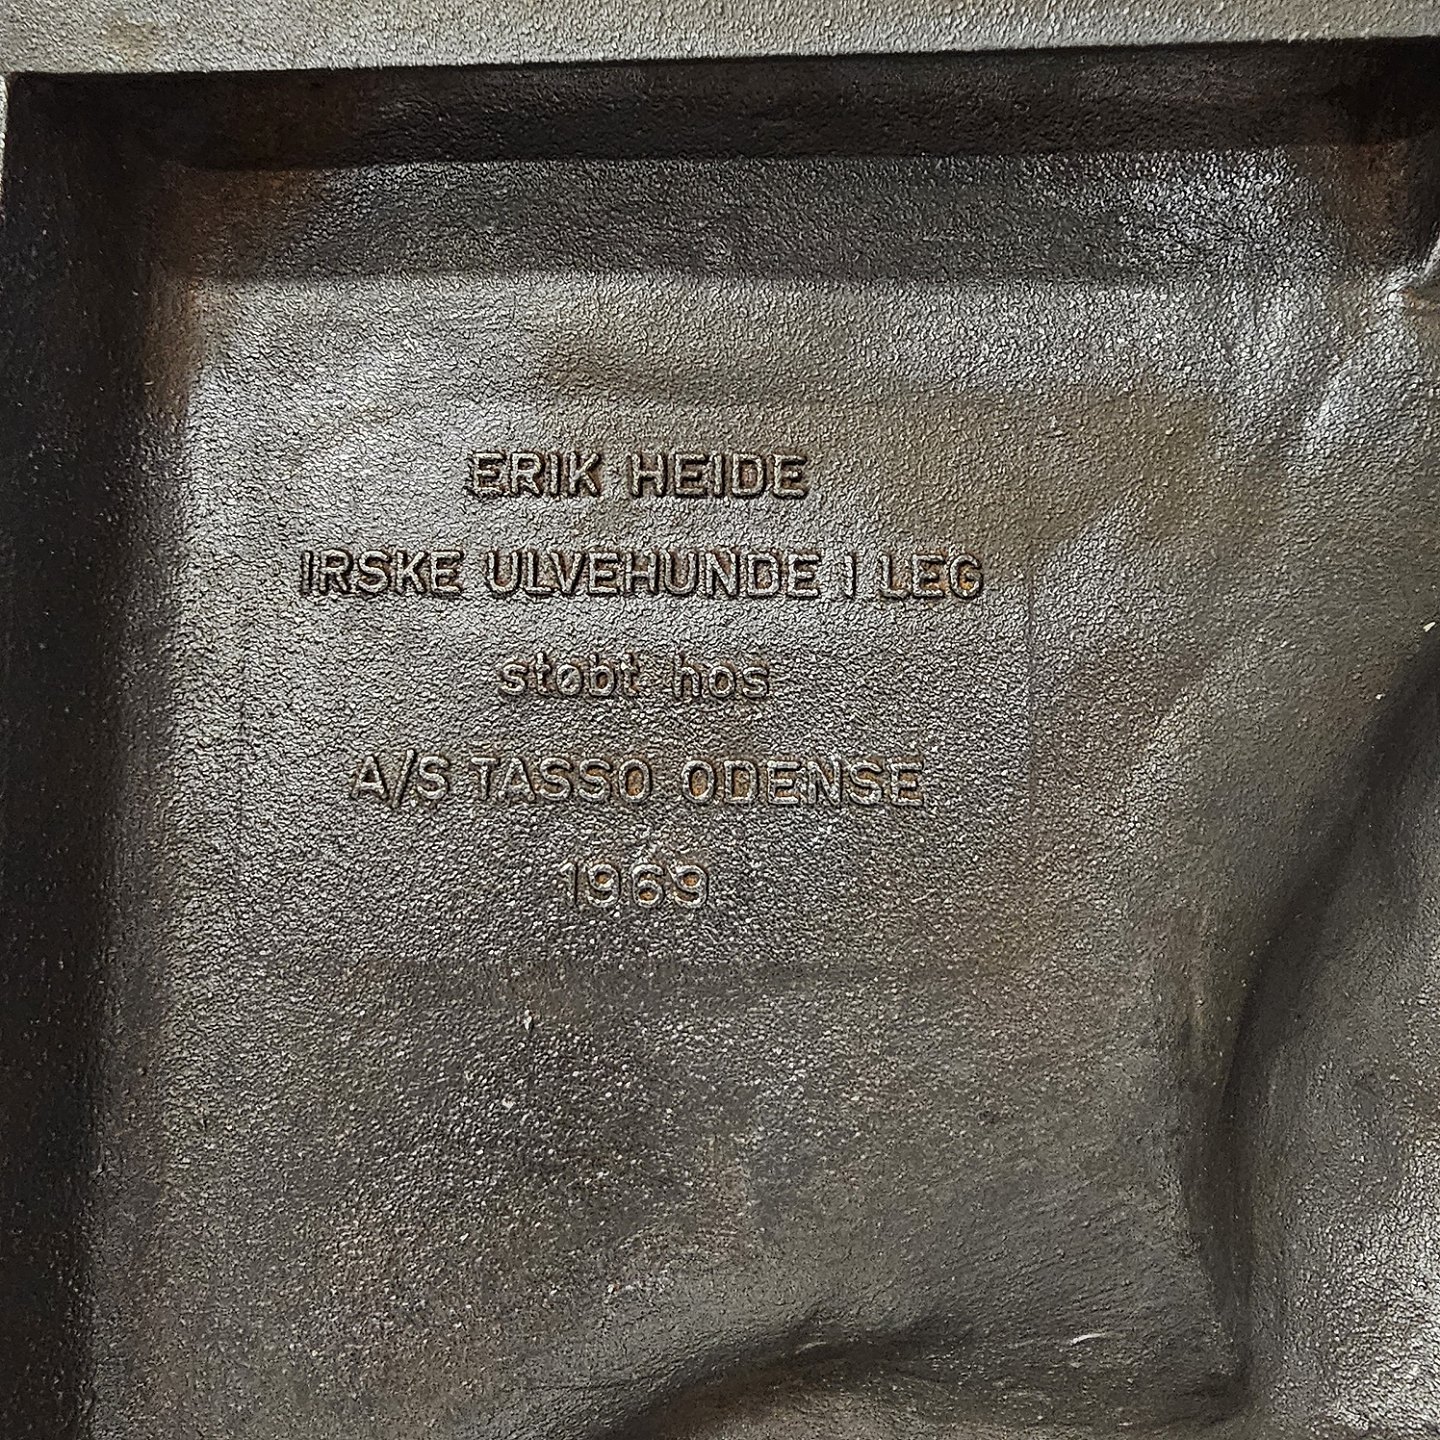 ERIK HEIDE
IRSKE ULVEHUNDE I LEG
støbt hos
A/S TASSO ODENSE
1969